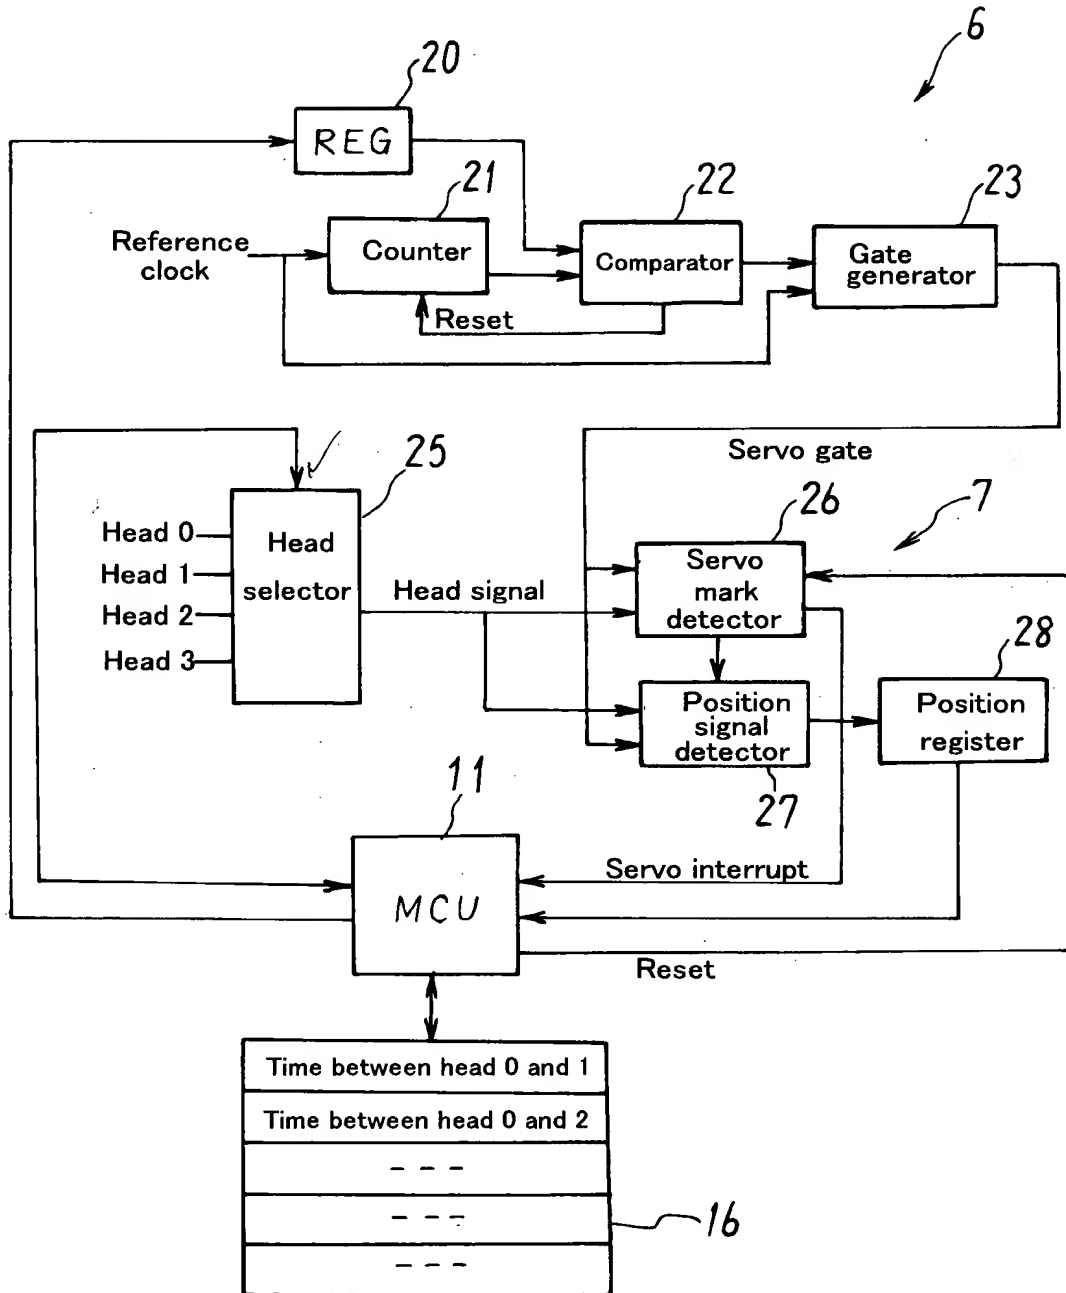 6
20
REG
21
22
23
Reference
clock
Counter
Comparator
Gate
generator
Reset
Servo gate
25
26
7
Head 0
Head 1
Head 2
Head 3
Head
selector
Head signal
Servo
mark
detector
28
Position
signal
detector
Position
register
27
11
MCU
Servo interrupt
Reset
Time between head 0 and 1
Time between head 0 and 2
- - -
- - -
- - -
16